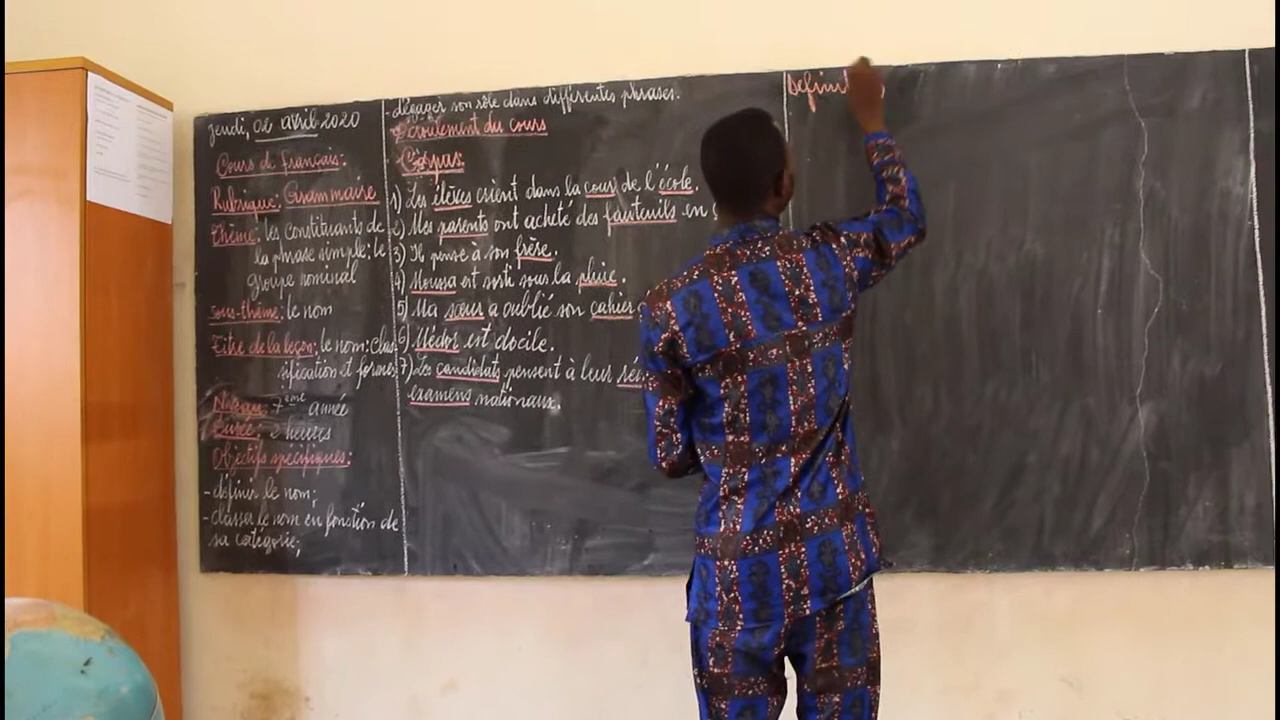 jeudi, 02 avril 2020
Cours de français:
Rubrique: Grammaire
Thème: les constituants de
la phrase simple: le
groupe nominal
sous-thème: le nom
Titre de la leçon: le nom: clas-
sification et formes
Niveau: 7ème année
Durée: 2 heures
Objectifs spécifiques:
- définir le nom;
- classer le nom en fonction de
sa catégorie;
- dégager son rôle dans différentes phrases.
Déroulement du cours
Corpus:
1) Les élèves crient dans la cour de l'école.
2) Mes parents ont acheté des fauteuils en
3) Il pense à son frère.
4) Moussa est sorti sous la pluie.
5) Ma sœur a oublié son cahier
6) Médor est docile.
7) Les candidats pensent à leur
examens nationaux.
Définit